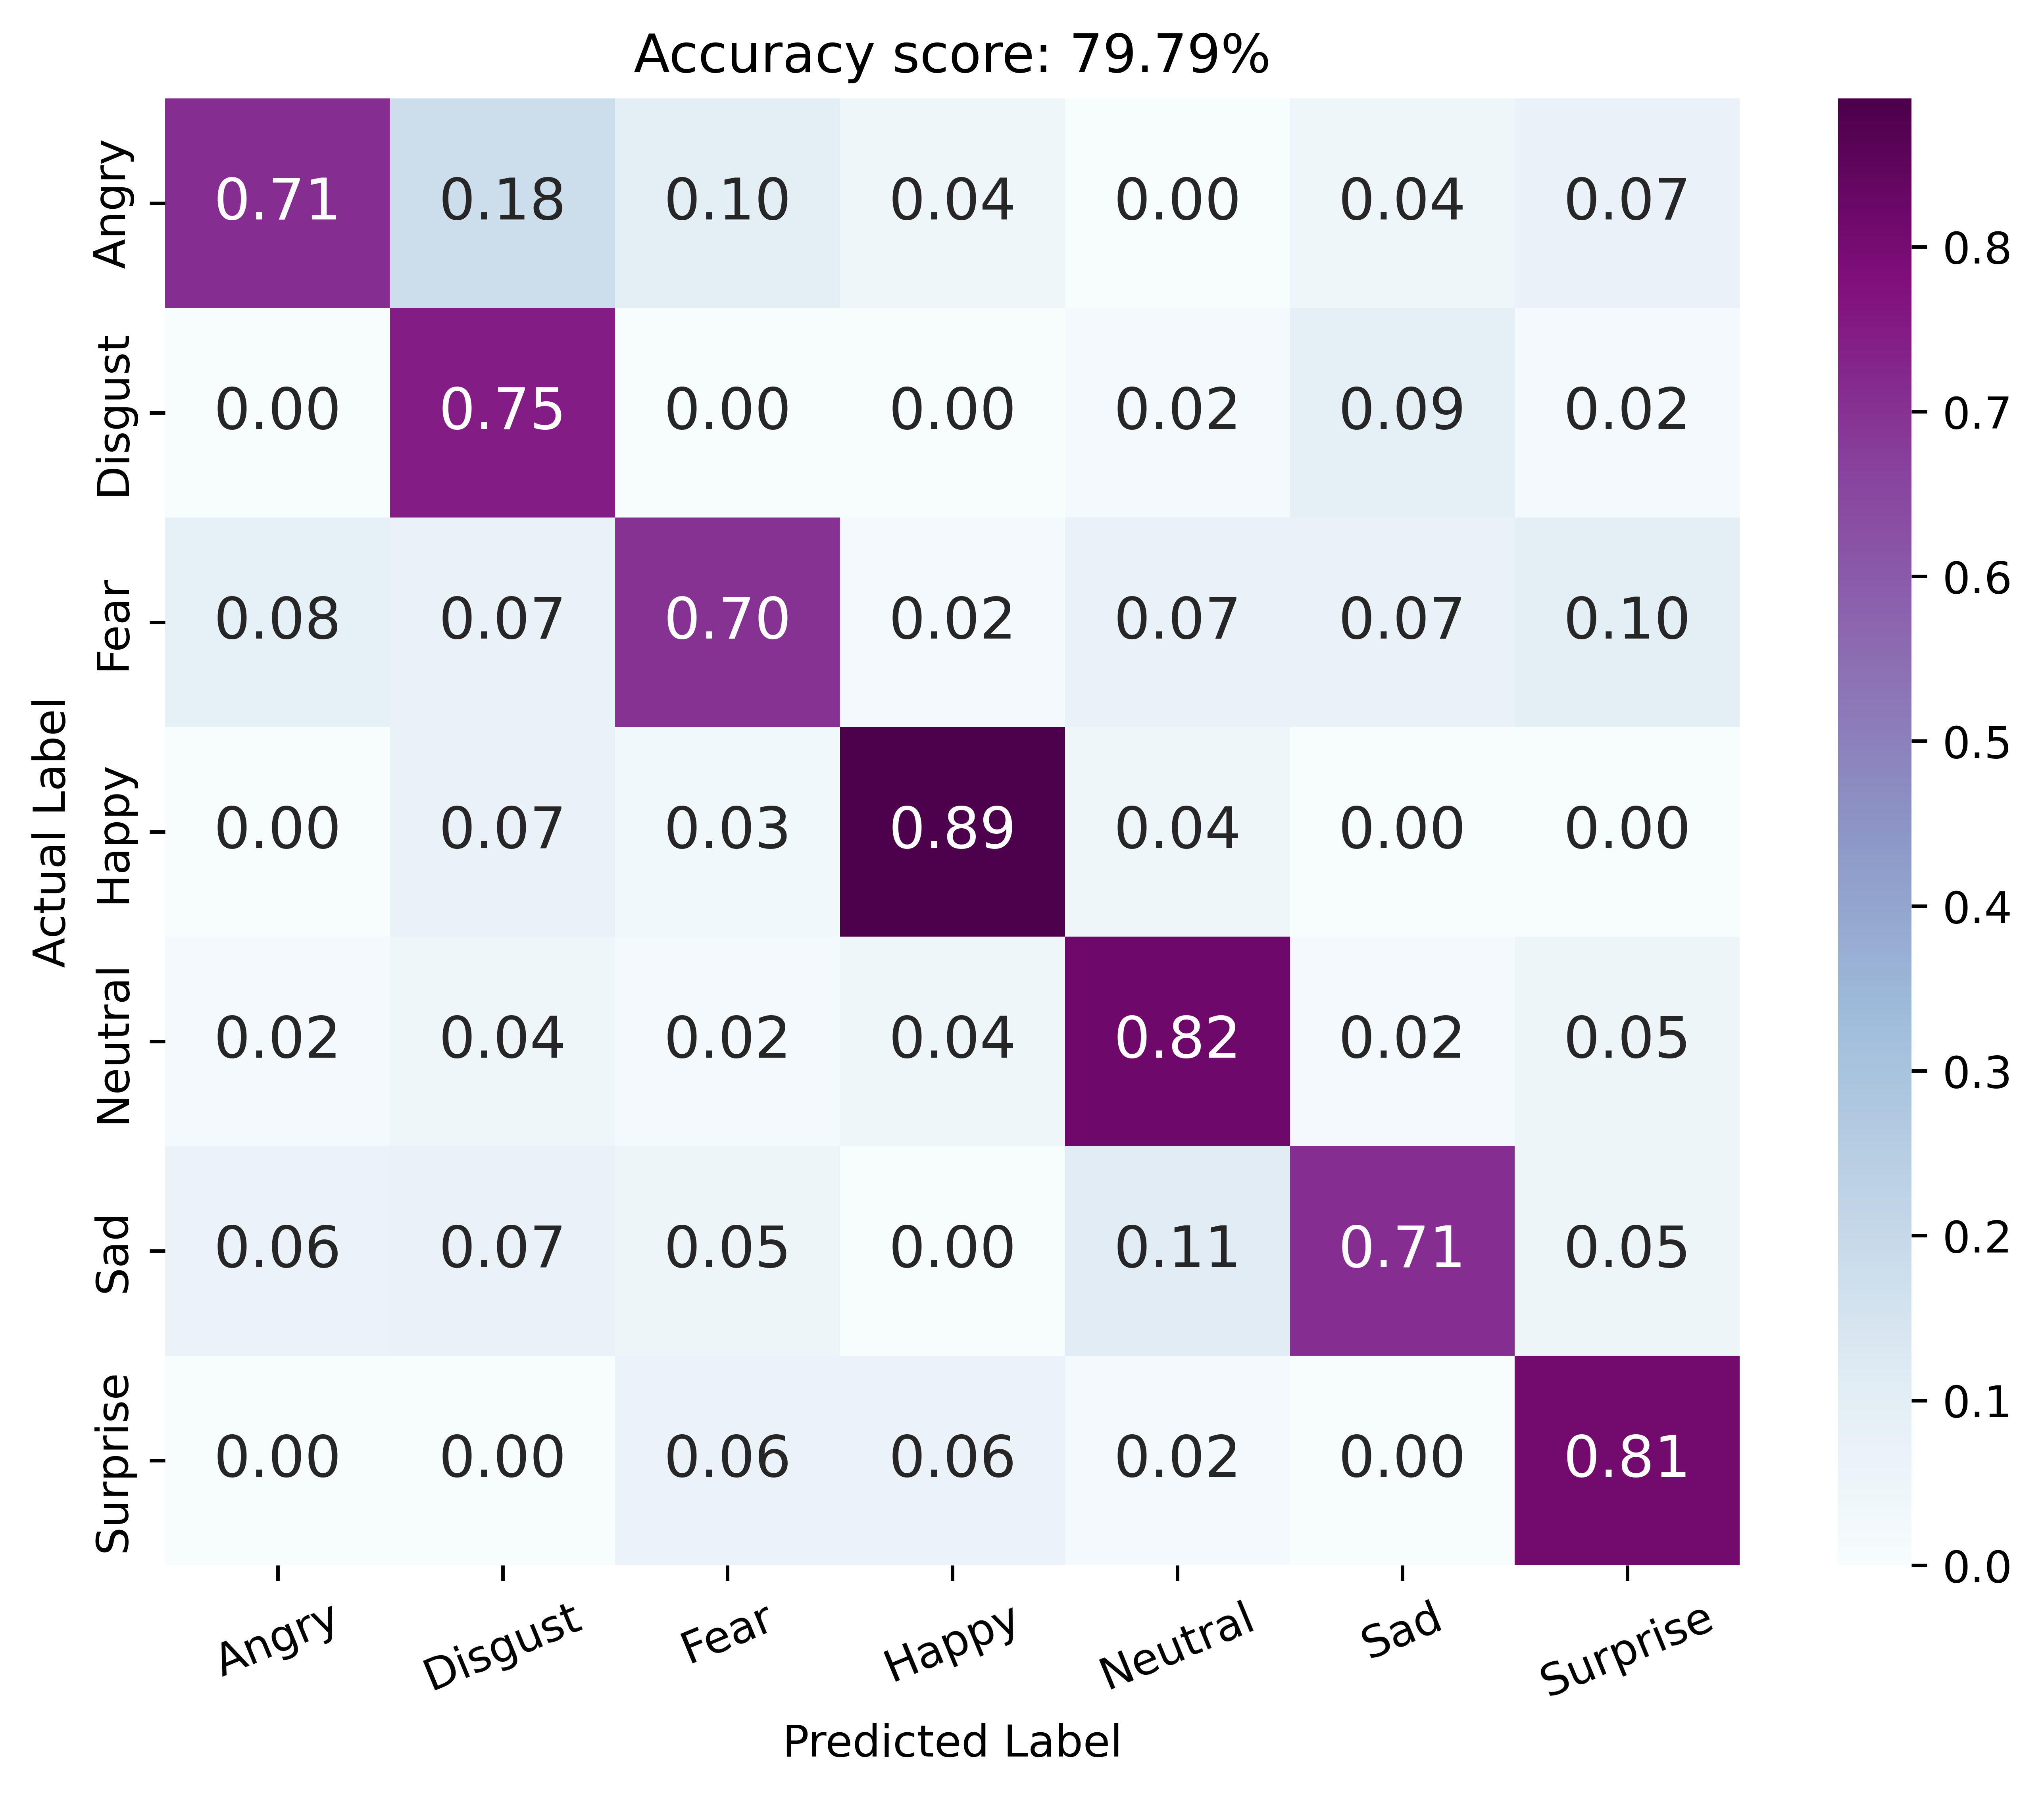 Accuracy score: 79.79%
Actual Label
Angry 0.71 0.18 0.10 0.04 0.00 0.04 0.07
Disgust 0.00 0.75 0.00 0.00 0.02 0.09 0.02
Fear 0.08 0.07 0.70 0.02 0.07 0.07 0.10
Happy 0.00 0.07 0.03 0.89 0.04 0.00 0.00
Neutral 0.02 0.04 0.02 0.04 0.82 0.02 0.05
Sad 0.06 0.07 0.05 0.00 0.11 0.71 0.05
Surprise 0.00 0.00 0.06 0.06 0.02 0.00 0.81
Angry Disgust Fear Happy Neutral Sad Surprise
Predicted Label
0.8
0.7
0.6
0.5
0.4
0.3
0.2
0.1
0.0